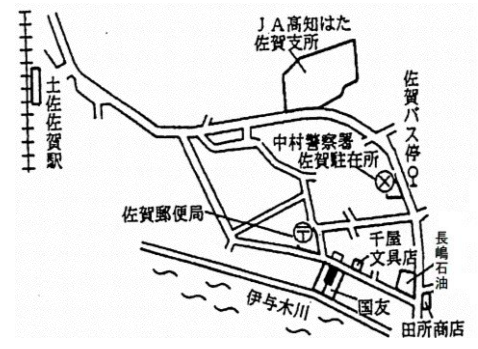 ＪＡ高知はた
佐賀支所
土佐佐賀駅
佐賀バス停
中村警察署
佐賀駐在所
佐賀郵便局
〒
千屋
文具店
長嶋石油
伊与木川
国友
田所商店